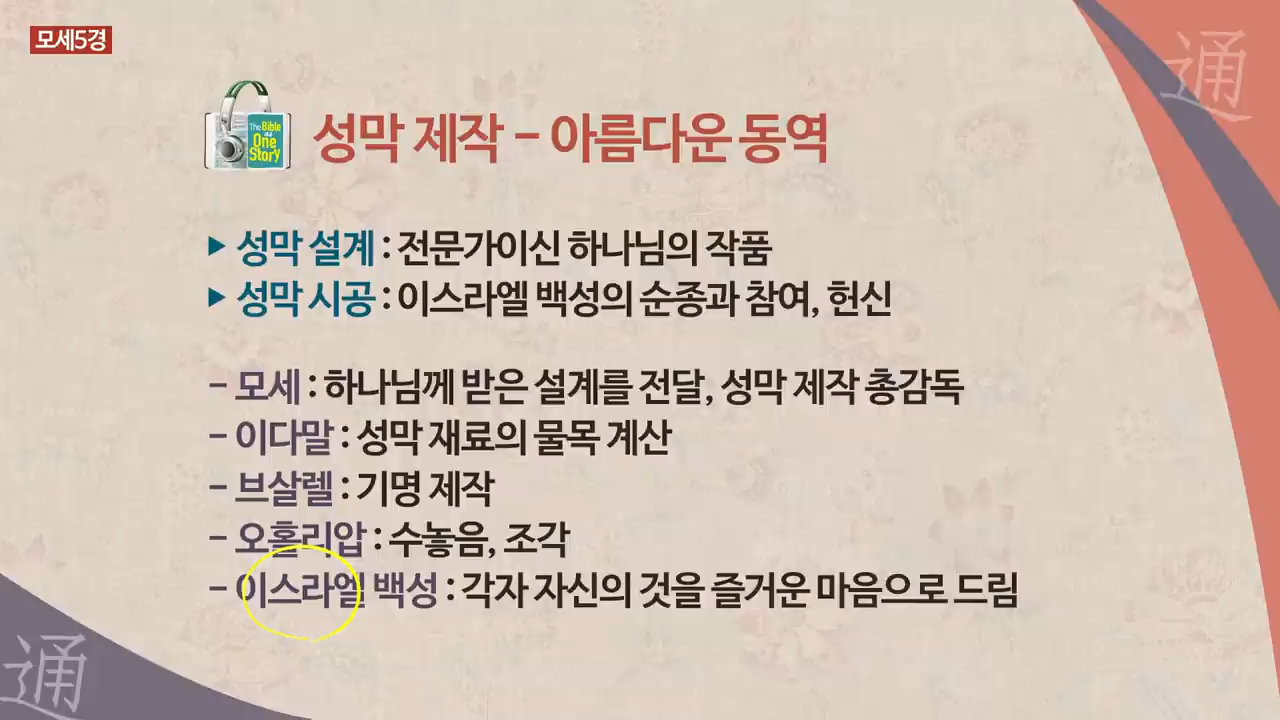 모세5경
通
The Bible
One
Story
성막 제작 - 아름다운 동역
▶ 성막 설계 : 전문가이신 하나님의 작품
▶ 성막 시공 : 이스라엘 백성의 순종과 참여, 헌신
- 모세 : 하나님께 받은 설계를 전달, 성막 제작 총감독
- 이다말 : 성막 재료의 물목 계산
- 브살렐 : 기명 제작
- 오홀리압 : 수놓음, 조각
- 이스라엘 백성 : 각자 자신의 것을 즐거운 마음으로 드림
通